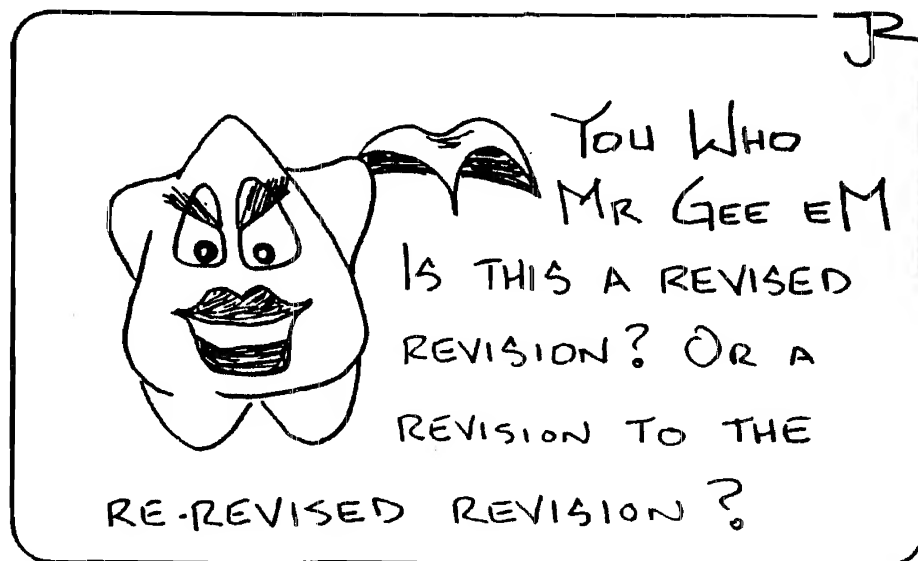 JR
YOU WHO
MR GEE EM
IS THIS A REVISED
REVISION? OR A
REVISION TO THE
RE-REVISED REVISION?